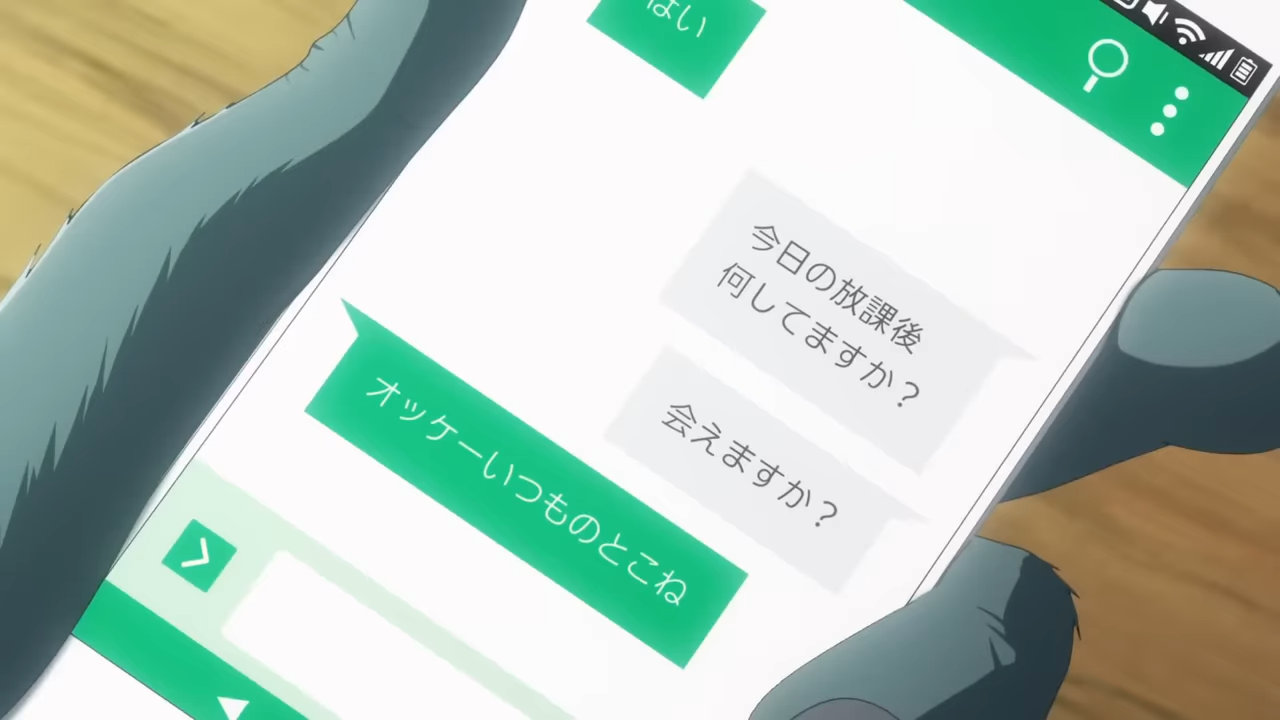 はい
今日の放課後
何してますか？
会えますか？
オッケーいつものとこね